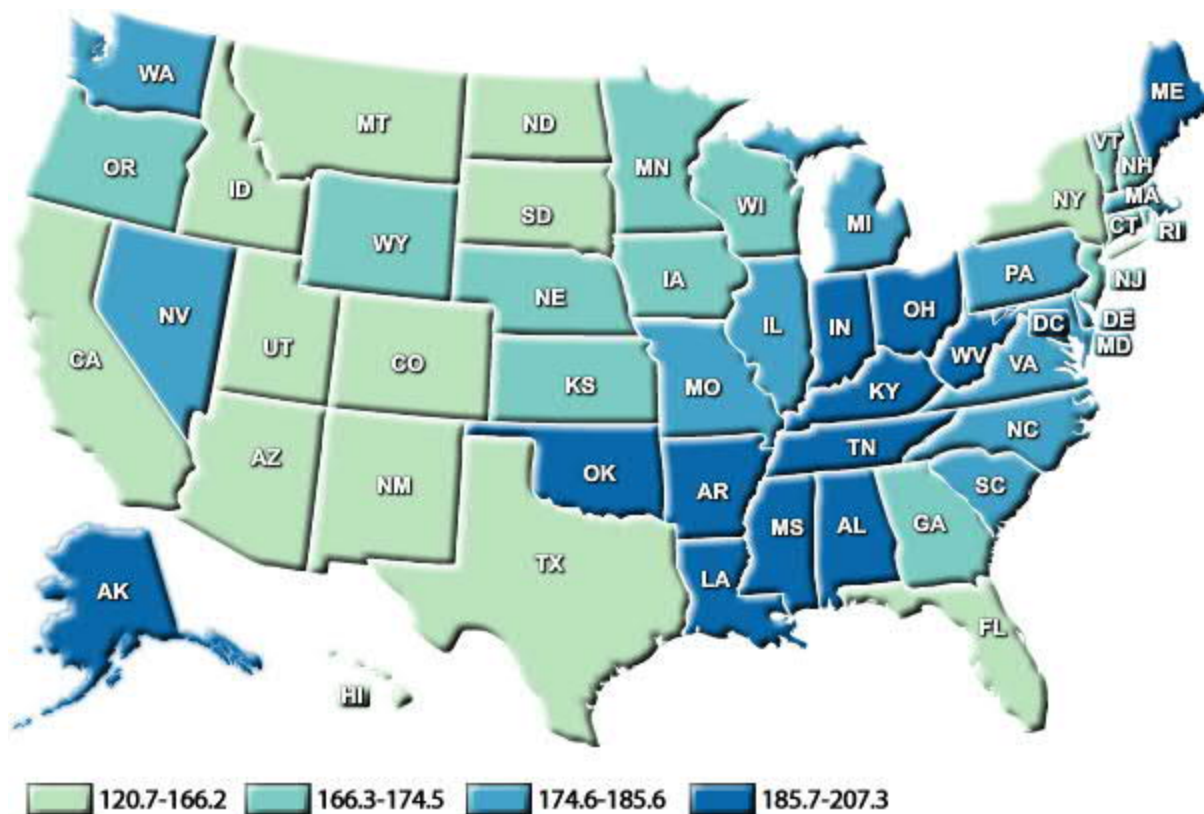 WA
ME
MT
ND
VT
MN
NH
OR
ID
MA
NY
SD
WI
CT
RI
WY
MI
PA
IA
NJ
NE
OH
IN
DE
NV
IL
DC
UT
MD
CA
CO
WV
VA
KS
MO
KY
NC
TN
AZ
OK
NM
SC
AR
MS
AL
GA
TX
LA
AK
FL
HI
120.7-166.2 166.3-174.5 174.6-185.6 185.7-207.3